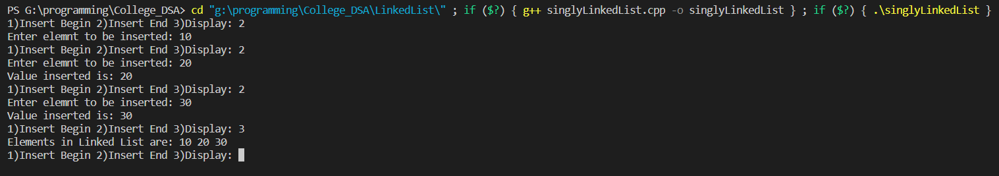 PS G:\programming\College_DSA> cd "g:\programming\College_DSA\LinkedList\" ; if ($?) { g++ singlyLinkedList.cpp -o singlyLinkedList } ; if ($?) { .\singlyLinkedList }
1)Insert Begin 2)Insert End 3)Display: 2
Enter elemnt to be inserted: 10
1)Insert Begin 2)Insert End 3)Display: 2
Enter elemnt to be inserted: 20
Value inserted is: 20
1)Insert Begin 2)Insert End 3)Display: 2
Enter elemnt to be inserted: 30
Value inserted is: 30
1)Insert Begin 2)Insert End 3)Display: 3
Elements in Linked List are: 10 20 30
1)Insert Begin 2)Insert End 3)Display: